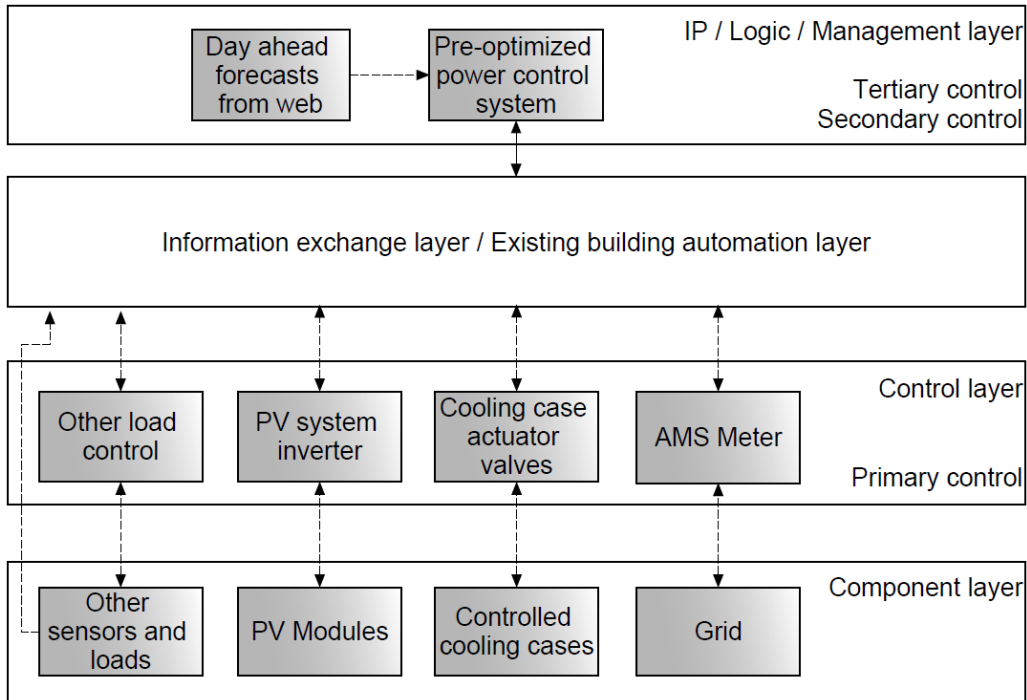 Day ahead
forecasts
from web
Pre-optimized
power control
system
IP / Logic / Management layer
Tertiary control
Secondary control
Information exchange layer / Existing building automation layer
Other load
control
PV system
inverter
Cooling case
actuator
valves
AMS Meter
Control layer
Primary control
Other
sensors and
loads
PV Modules
Controlled
cooling cases
Grid
Component layer